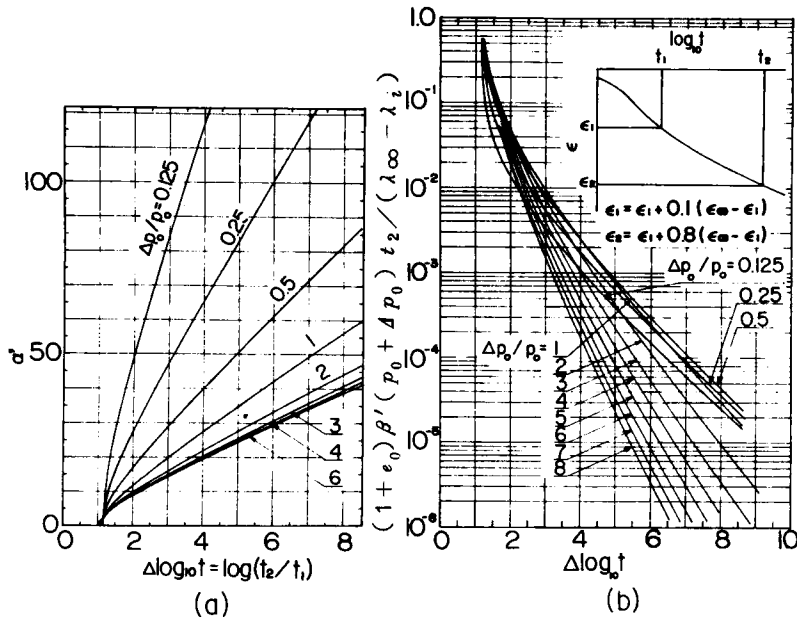 100
50
0
α'
Δp₀/p₀=0.125
0.25
0.5
1
2
3
4
6
0 2 4 6 8
Δlog₁₀t=log(t₂/t₁)
(a)
(1+e₀)β'(p₀+Δp₀)t₂/(λ∞−λi)
1.0
10⁻¹
10⁻²
10⁻³
10⁻⁴
10⁻⁵
10⁻⁶
log₁₀t
t₁ t₂
ϵ₁
ϵ
ϵ₂
ϵ₁=ϵ₁+0.1(ϵ∞−ϵ₁)
ϵ₂=ϵ₁+0.8(ϵ∞−ϵ₁)
Δp₀/p₀=0.125
0.25
0.5
Δp₀/p₀=1
2
3
4
5
6
7
8
0 2 4 6 8 10
Δlog₁₀t
(b)